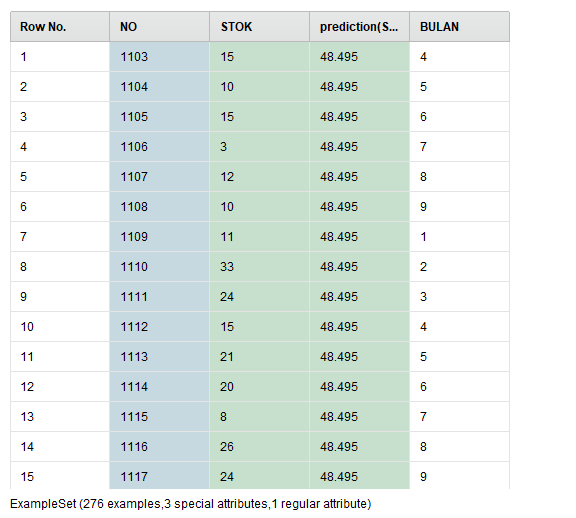 Row No. NO STOK prediction(S... BULAN
1 1103 15 48.495 4
2 1104 10 48.495 5
3 1105 15 48.495 6
4 1106 3 48.495 7
5 1107 12 48.495 8
6 1108 10 48.495 9
7 1109 11 48.495 1
8 1110 33 48.495 2
9 1111 24 48.495 3
10 1112 15 48.495 4
11 1113 21 48.495 5
12 1114 20 48.495 6
13 1115 8 48.495 7
14 1116 26 48.495 8
15 1117 24 48.495 9
ExampleSet (276 examples,3 special attributes,1 regular attribute)